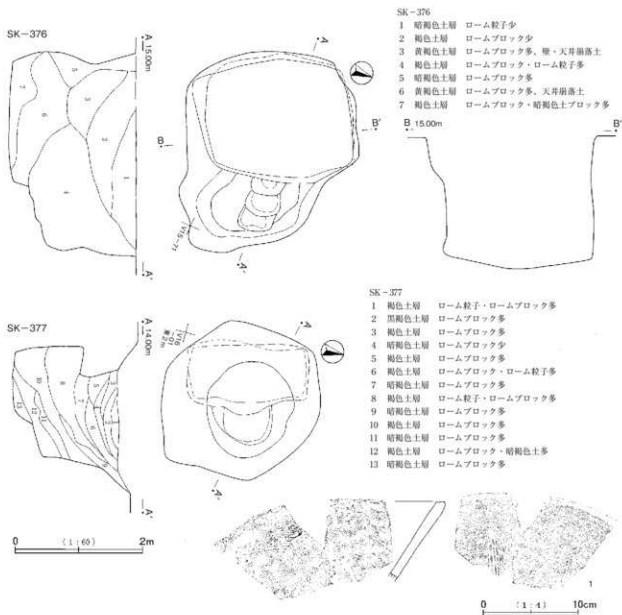 SK-376
A
15.00m
5
7
3
6
2
1
1
A'
A
B
B'
V15-71
A'
SK-376
1 暗褐色土層 ローム粒子少
2 褐色土層 ロームブロック少
3 黄褐色土層 ロームブロック多、壁・天井崩落土
4 褐色土層 ロームブロック・ローム粒子多
5 暗褐色土層 ロームブロック多
6 黄褐色土層 ロームブロック多、天井崩落土
7 褐色土層 ロームブロック・暗褐色土ブロック多
B 15.00m B'
SK-377
A
14.00m
A'
V16
-01
東2m
A
A'
SK-377
1 褐色土層 ローム粒子・ロームブロック多
2 黒褐色土層 ロームブロック多
3 褐色土層 ロームブロック多
4 暗褐色土層 ロームブロック少
5 褐色土層 ロームブロック多
6 褐色土層 ロームブロック・ローム粒子多
7 暗褐色土層 ロームブロック多
8 褐色土層 ローム粒子・ロームブロック多
9 暗褐色土層 ロームブロック多
10 褐色土層 ロームブロック多
11 暗褐色土層 ロームブロック多
12 褐色土層 ロームブロック・暗褐色土多
13 暗褐色土層 ロームブロック多
0 (1:60) 2m
1
0 (1:4) 10cm